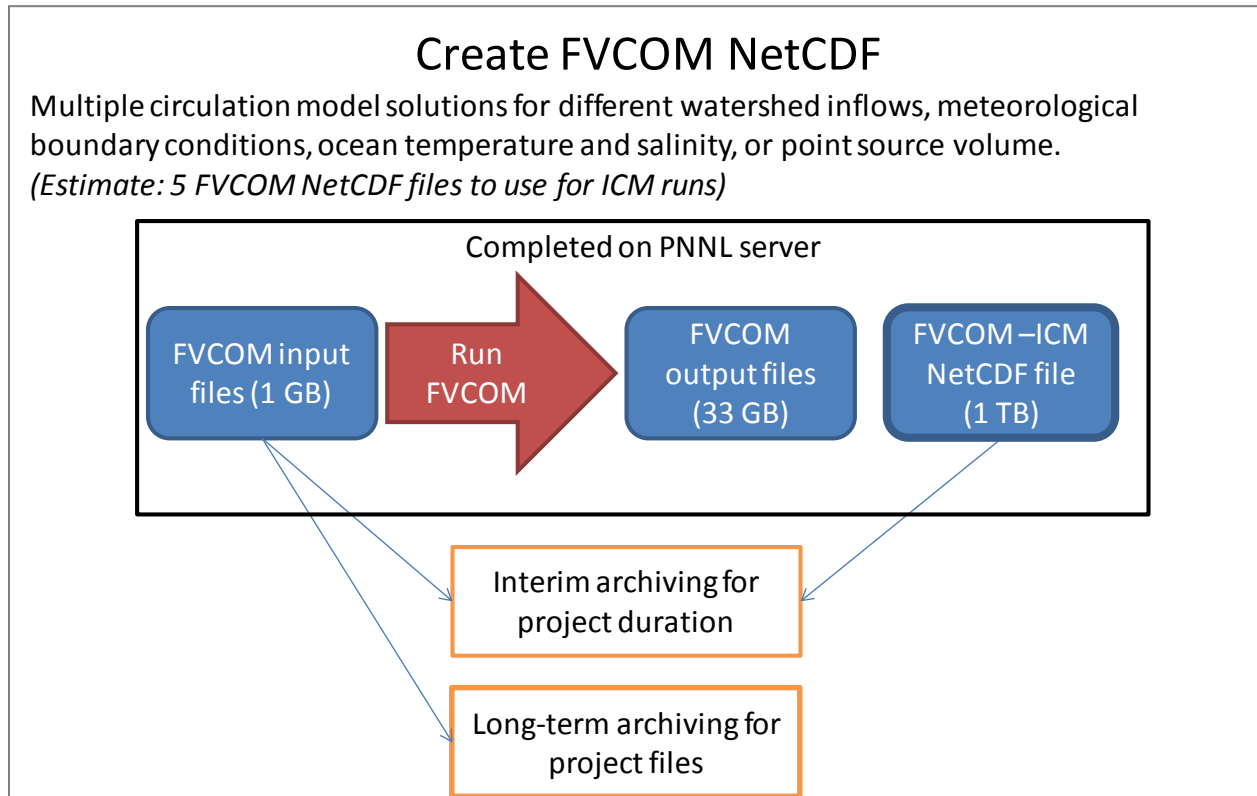 Create FVCOM NetCDF
Multiple circulation model solutions for different watershed inflows, meteorological
boundary conditions, ocean temperature and salinity, or point source volume.
(Estimate: 5 FVCOM NetCDF files to use for ICM runs)
Completed on PNNL server
FVCOM input
files (1 GB)
Run
FVCOM
FVCOM
output files
(33 GB)
FVCOM –ICM
NetCDF file
(1 TB)
Interim archiving for
project duration
Long-term archiving for
project files